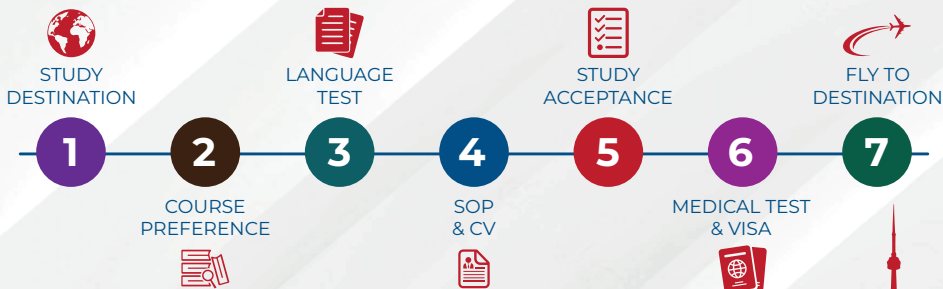 STUDY
DESTINATION
1
2
COURSE
PREFERENCE
LANGUAGE
TEST
3
4
SOP
& CV
STUDY
ACCEPTANCE
5
6
MEDICAL TEST
& VISA
FLY TO
DESTINATION
7